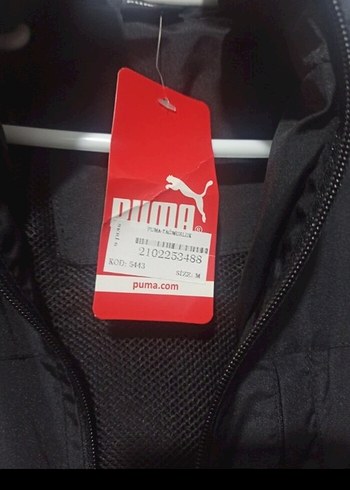 PUMA
2102253488
KOD: 5443
SIZE: M
puma.com